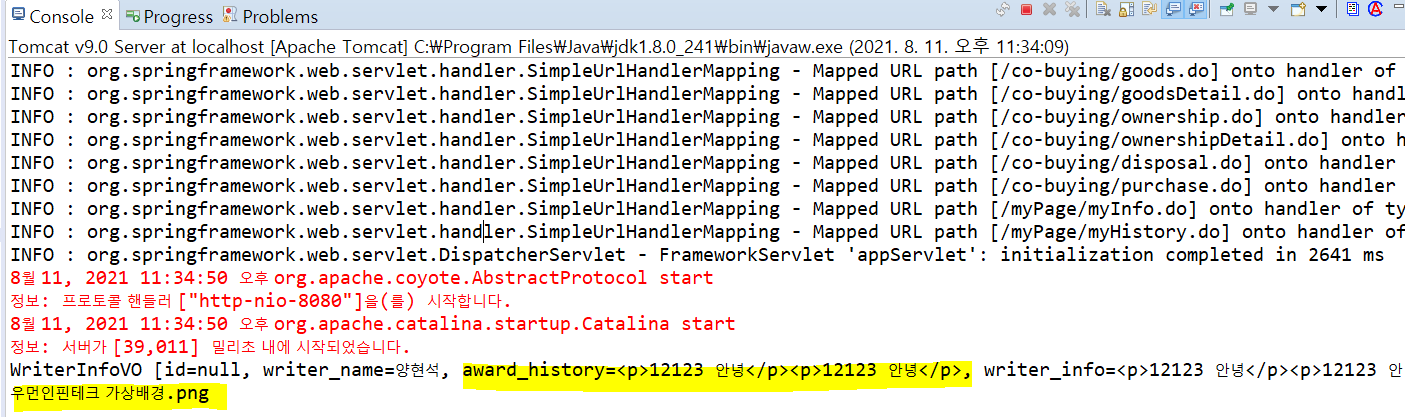 Console Progress Problems
Tomcat v9.0 Server at localhost [Apache Tomcat] C:₩Program Files₩Java₩jdk1.8.0_241₩bin₩javaw.exe (2021. 8. 11. 오후 11:34:09)
INFO : org.springframework.web.servlet.handler.SimpleUrlHandlerMapping - Mapped URL path [/co-buying/goods.do] onto handler of
INFO : org.springframework.web.servlet.handler.SimpleUrlHandlerMapping - Mapped URL path [/co-buying/goodsDetail.do] onto handl
INFO : org.springframework.web.servlet.handler.SimpleUrlHandlerMapping - Mapped URL path [/co-buying/ownership.do] onto handler
INFO : org.springframework.web.servlet.handler.SimpleUrlHandlerMapping - Mapped URL path [/co-buying/ownershipDetail.do] onto h
INFO : org.springframework.web.servlet.handler.SimpleUrlHandlerMapping - Mapped URL path [/co-buying/disposal.do] onto handler
INFO : org.springframework.web.servlet.handler.SimpleUrlHandlerMapping - Mapped URL path [/co-buying/purchase.do] onto handler
INFO : org.springframework.web.servlet.handler.SimpleUrlHandlerMapping - Mapped URL path [/myPage/myInfo.do] onto handler of ty
INFO : org.springframework.web.servlet.handler.SimpleUrlHandlerMapping - Mapped URL path [/myPage/myHistory.do] onto handler of
INFO : org.springframework.web.servlet.DispatcherServlet - FrameworkServlet 'appServlet': initialization completed in 2641 ms
8월 11, 2021 11:34:50 오후 org.apache.coyote.AbstractProtocol start
정보: 프로토콜 핸들러 ["http-nio-8080"]을(를) 시작합니다.
8월 11, 2021 11:34:50 오후 org.apache.catalina.startup.Catalina start
정보: 서버가 [39,011] 밀리초 내에 시작되었습니다.
WriterInfoVO [id=null, writer_name=양현석, award_history=<p>12123 안녕</p><p>12123 안녕</p>, writer_info=<p>12123 안녕</p><p>12123 안
우먼인핀테크 가상배경.png